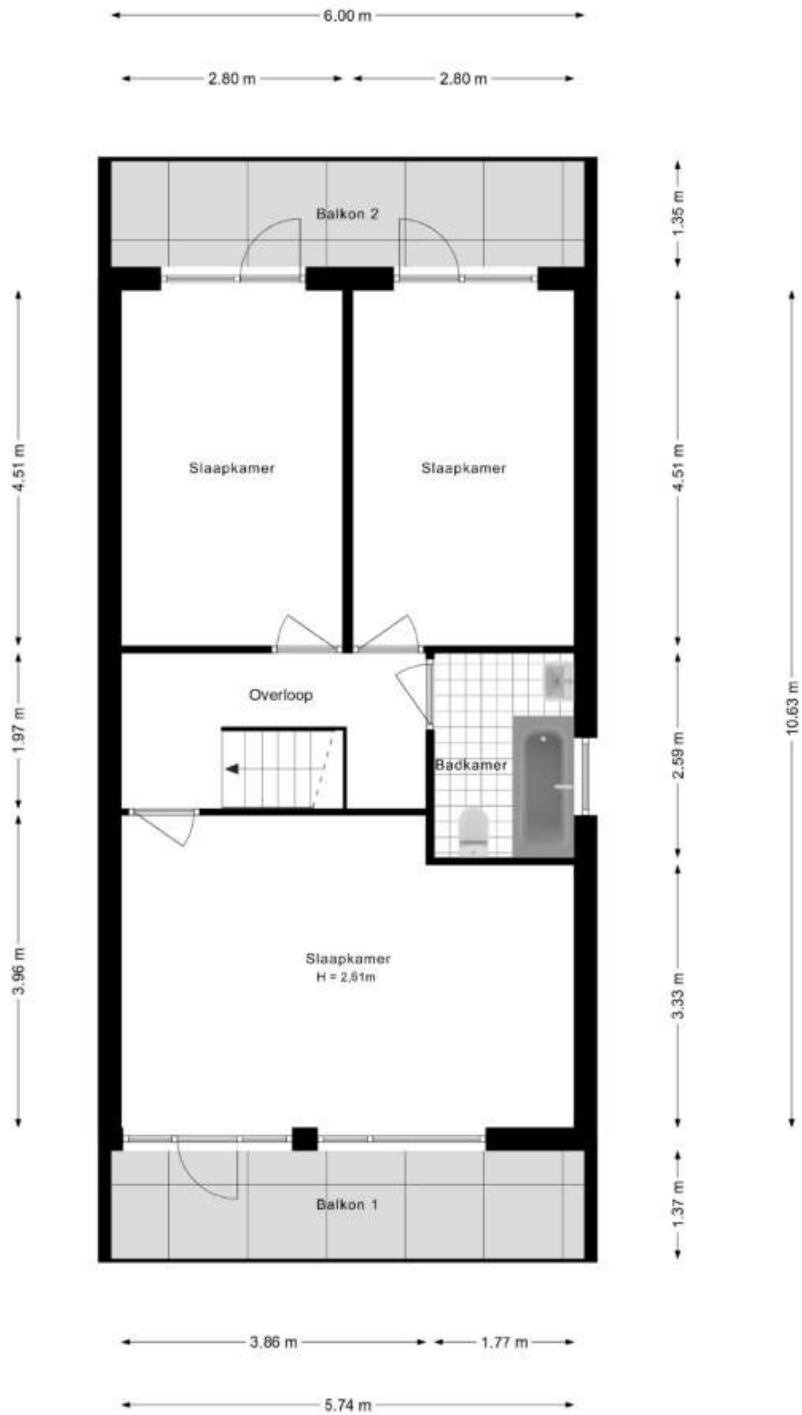 6.00 m
2.80 m
2.80 m
Balkon 2
1.35 m
4.51 m
Slaapkamer
Slaapkamer
4.51 m
Overloop
1.97 m
Badkamer
2.59 m
10.63 m
Slaapkamer
H = 2,61m
3.96 m
3.33 m
Balkon 1
1.37 m
3.86 m
1.77 m
5.74 m